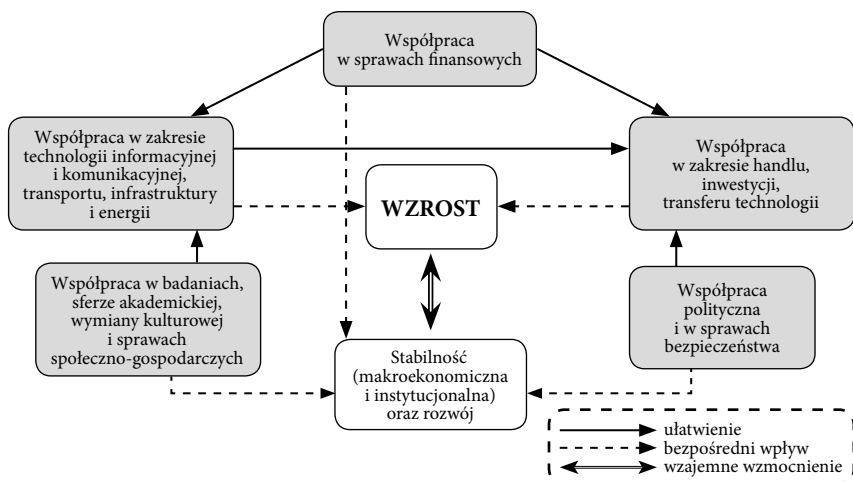 Współpraca
w sprawach finansowych
Współpraca w zakresie
technologii informacyjnej
i komunikacyjnej,
transportu, infrastruktury
i energii
Współpraca
w zakresie handlu,
inwestycji,
transferu technologii
WZROST
Współpraca w badaniach,
sferze akademickiej,
wymiany kulturowej
i sprawach
społeczno-gospodarczych
Współpraca
polityczna
i w sprawach
bezpieczeństwa
Stabilność
(makroekonomiczna
i instytucjonalna)
oraz rozwój
ułatwienie
bezpośredni wpływ
wzajemne wzmocnienie